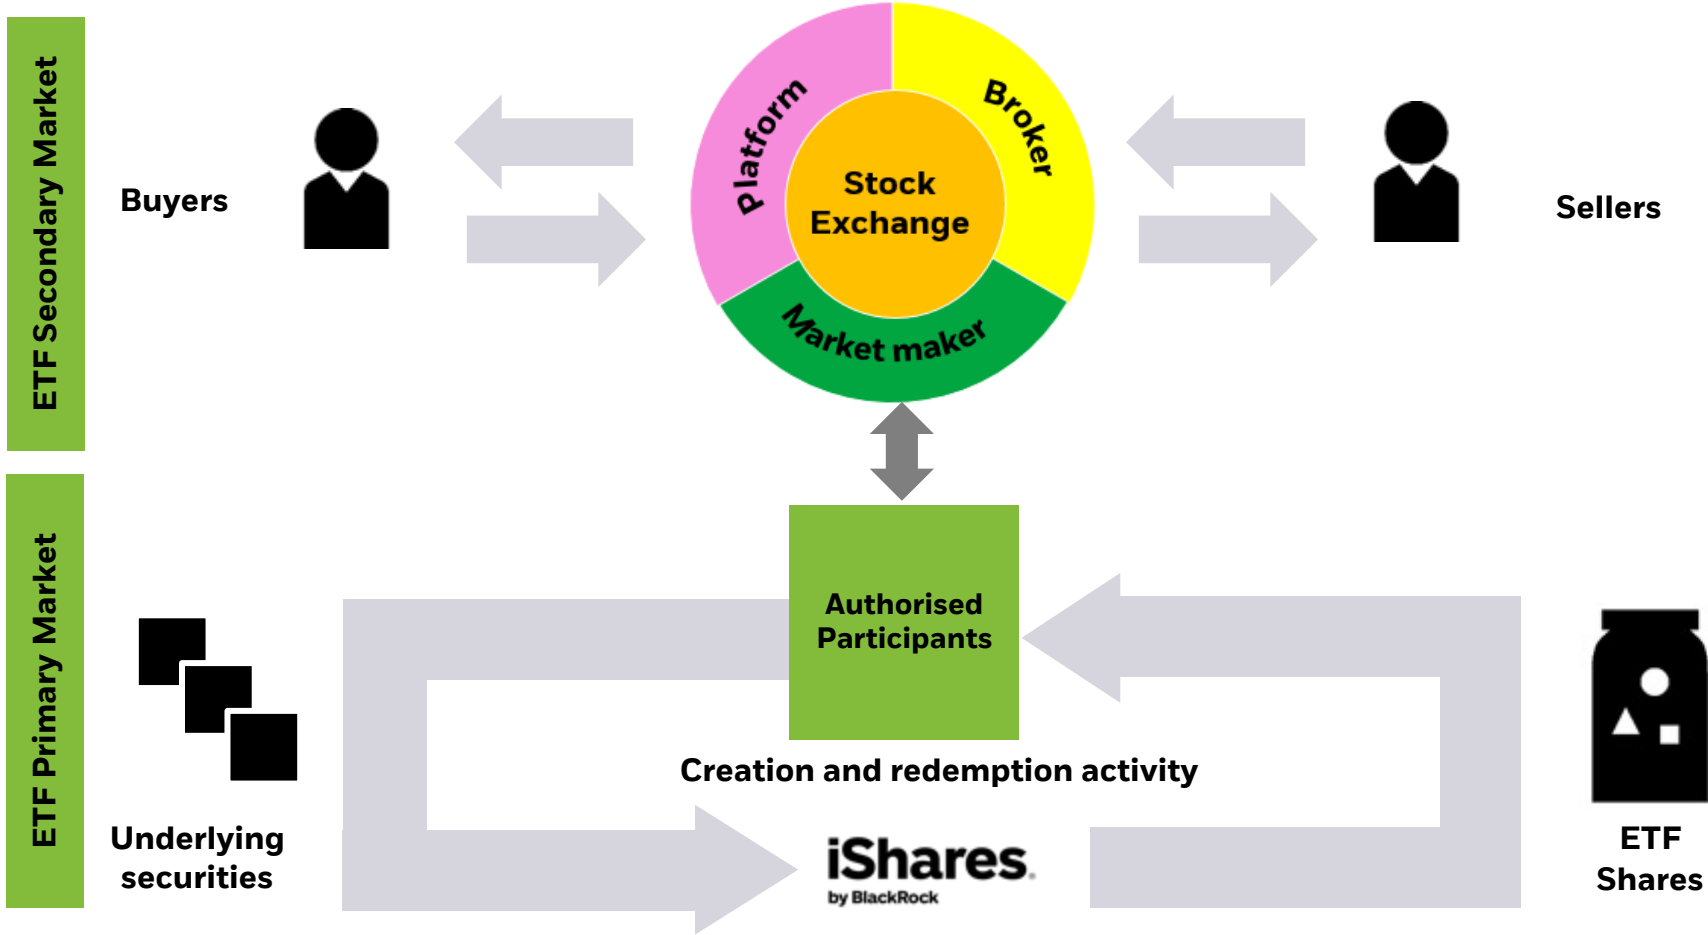 ETF Secondary Market
Buyers
Platform
Broker
Stock
Exchange
Market maker
Sellers
ETF Primary Market
Authorised
Participants
Creation and redemption activity
Underlying
securities
iShares.
by BlackRock
ETF
Shares